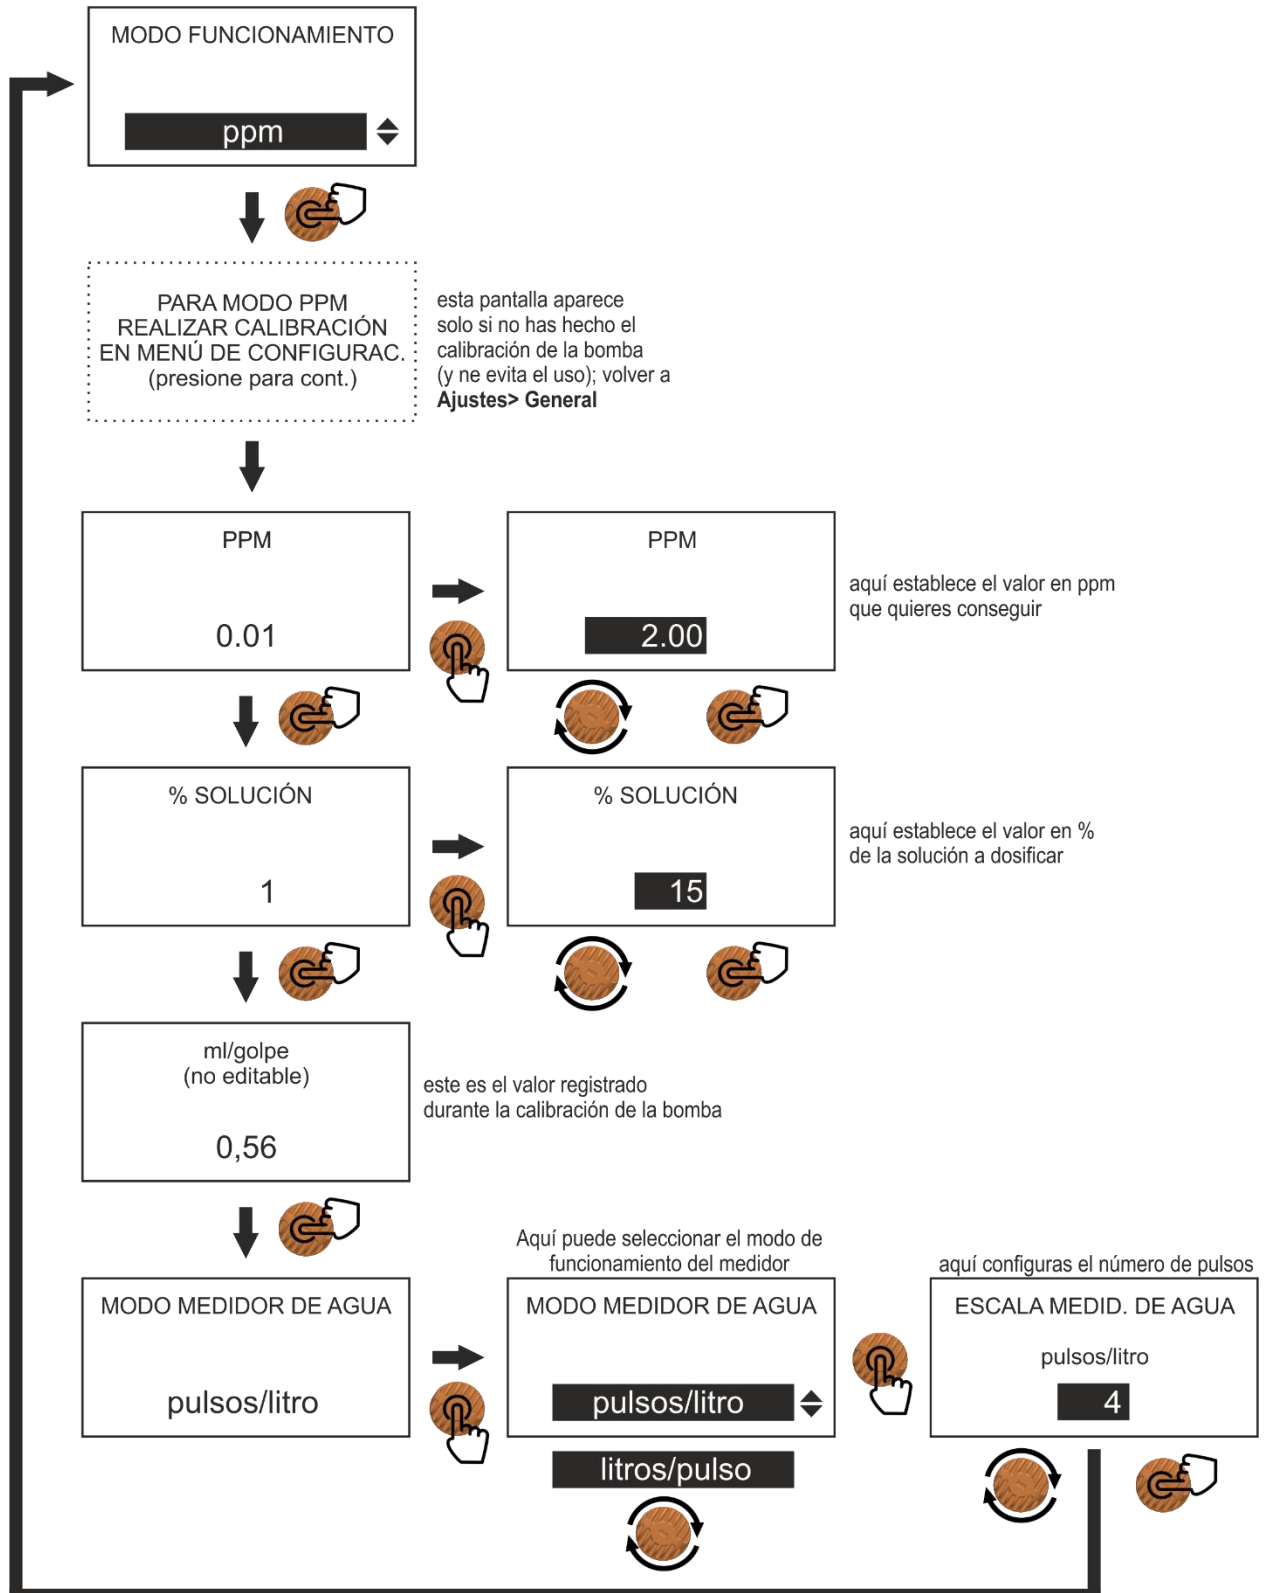 MODO FUNCIONAMIENTO
ppm
PARA MODO PPM
REALIZAR CALIBRACIÓN
EN MENÚ DE CONFIGURAC.
(presione para cont.)
esta pantalla aparece
solo si no has hecho el
calibración de la bomba
(y ne evita el uso); volver a
Ajustes> General
PPM
0.01
PPM
2.00
aquí establece el valor en ppm
que quieres conseguir
% SOLUCIÓN
1
% SOLUCIÓN
15
aquí establece el valor en %
de la solución a dosificar
ml/golpe
(no editable)
0,56
este es el valor registrado
durante la calibración de la bomba
MODO MEDIDOR DE AGUA
pulsos/litro
Aquí puede seleccionar el modo de
funcionamiento del medidor
MODO MEDIDOR DE AGUA
pulsos/litro
litros/pulso
aquí configuras el número de pulsos
ESCALA MEDID. DE AGUA
pulsos/litro
4